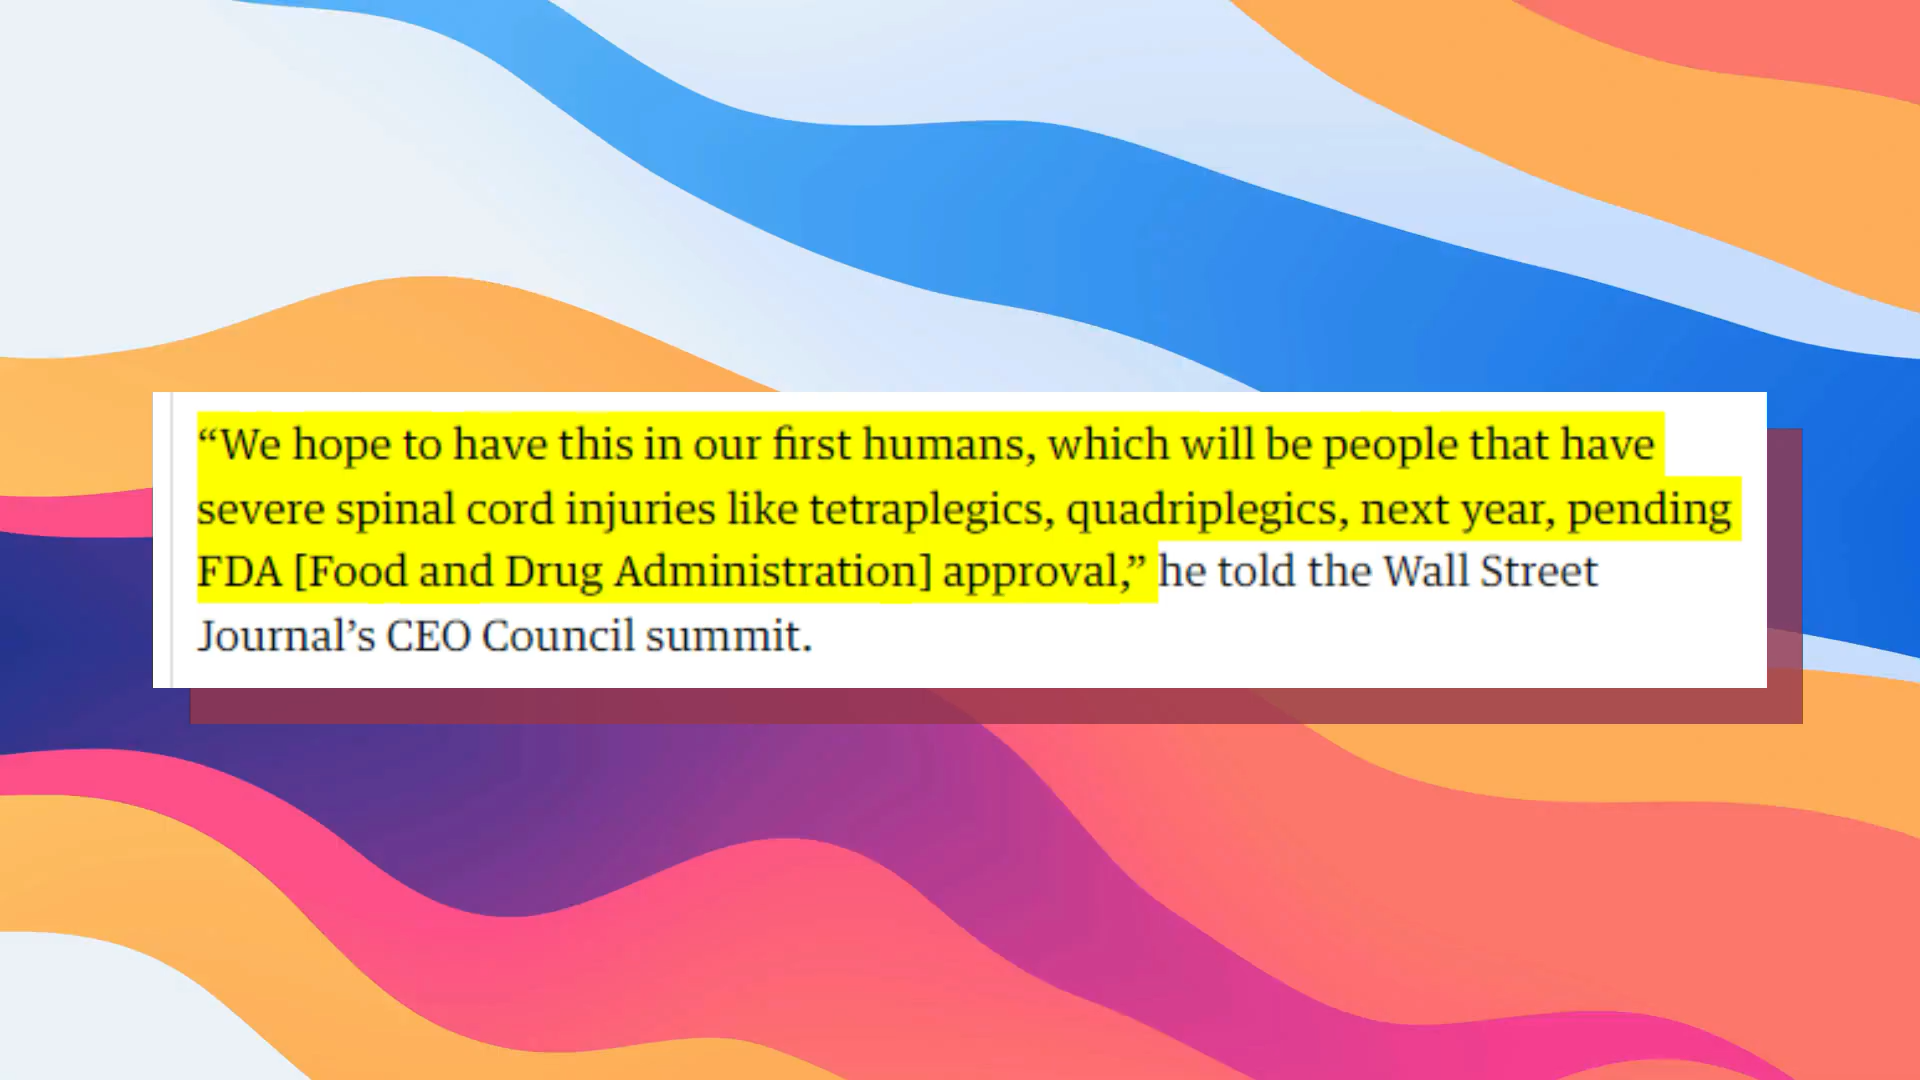 “We hope to have this in our first humans, which will be people that have
severe spinal cord injuries like tetraplegics, quadriplegics, next year, pending
FDA [Food and Drug Administration] approval,” he told the Wall Street
Journal’s CEO Council summit.